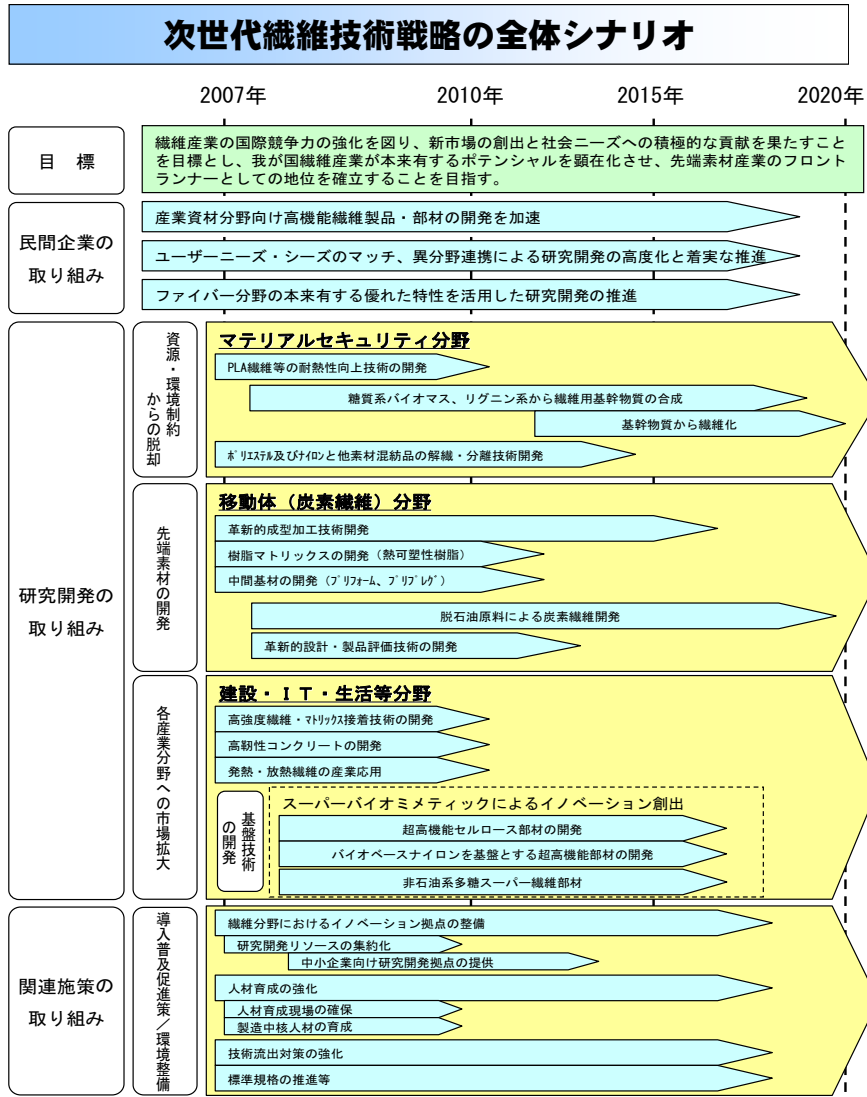 次世代繊維技術戦略の全体シナリオ
2007年
2010年
2015年
2020年
目　標
繊維産業の国際競争力の強化を図り、新市場の創出と社会ニーズへの積極的な貢献を果たすこと
を目標とし、我が国繊維産業が本来有するポテンシャルを顕在化させ、先端素材産業のフロント
ランナーとしての地位を確立することを目指す。
民間企業の
取り組み
産業資材分野向け高機能繊維製品・部材の開発を加速
ユーザーニーズ・シーズのマッチ、異分野連携による研究開発の高度化と着実な推進
ファイバー分野の本来有する優れた特性を活用した研究開発の推進
研究開発の
取り組み
資源・環境制約
からの脱却
マテリアルセキュリティ分野
PLA繊維等の耐熱性向上技術の開発
糖質系バイオマス、リグニン系から繊維用基幹物質の合成
基幹物質から繊維化
ﾎﾟﾘｴｽﾃﾙ及びﾅｲﾛﾝと他素材混紡品の解繊・分離技術開発
先端素材の開発
移動体（炭素繊維）分野
革新的成型加工技術開発
樹脂マトリックスの開発（熱可塑性樹脂）
中間基材の開発（ﾌﾟﾘﾌｫｰﾑ、ﾌﾟﾘﾌﾟﾚｸﾞ）
脱石油原料による炭素繊維開発
革新的設計・製品評価技術の開発
各産業分野への市場拡大
建設・ＩＴ・生活等分野
高強度繊維・ﾏﾄﾘｯｸｽ接着技術の開発
高靭性コンクリートの開発
発熱・放熱繊維の産業応用
基盤技術
の開発
スーパーバイオミメティックによるイノベーション創出
超高機能セルロース部材の開発
バイオベースナイロンを基盤とする超高機能部材の開発
非石油系多糖スーパー繊維部材
関連施策の
取り組み
導入普及促進策／環境整備
繊維分野におけるイノベーション拠点の整備
研究開発リソースの集約化
中小企業向け研究開発拠点の提供
人材育成の強化
人材育成現場の確保
製造中核人材の育成
技術流出対策の強化
標準規格の推進等